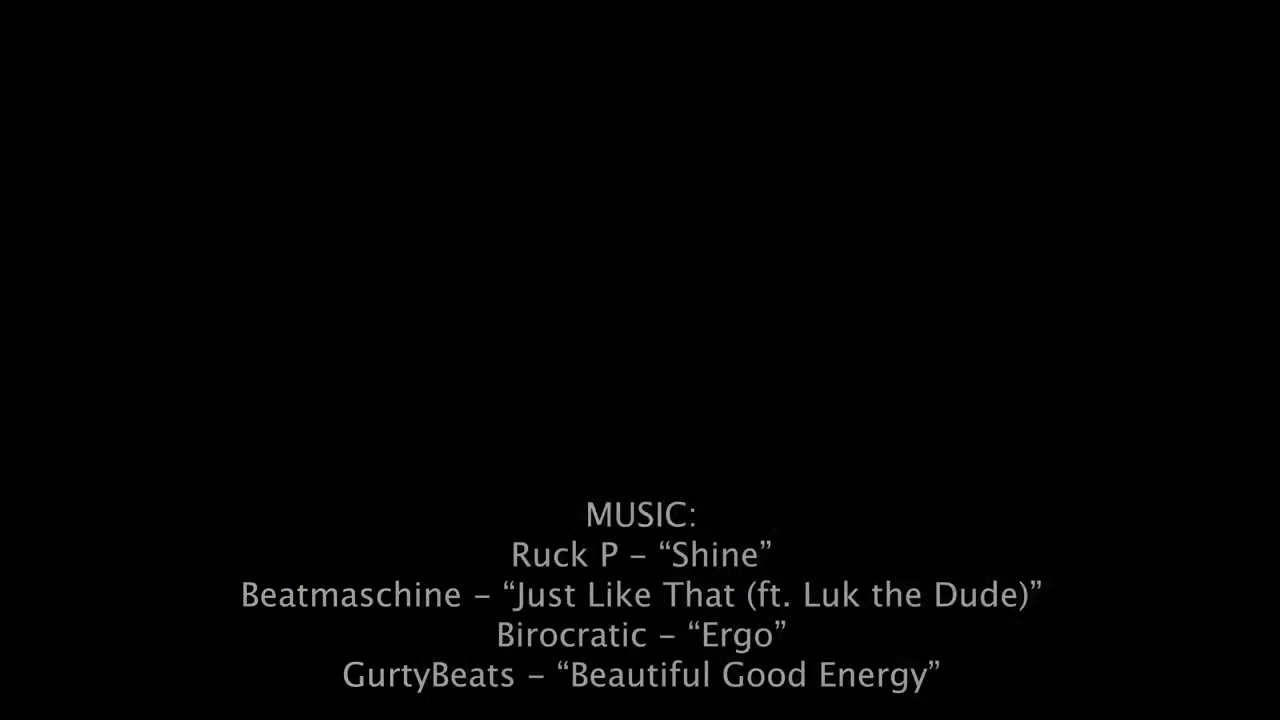 MUSIC:
Ruck P – “Shine”
Beatmaschine – “Just Like That (ft. Luk the Dude)”
Birocratic – “Ergo”
GurtyBeats – “Beautiful Good Energy”